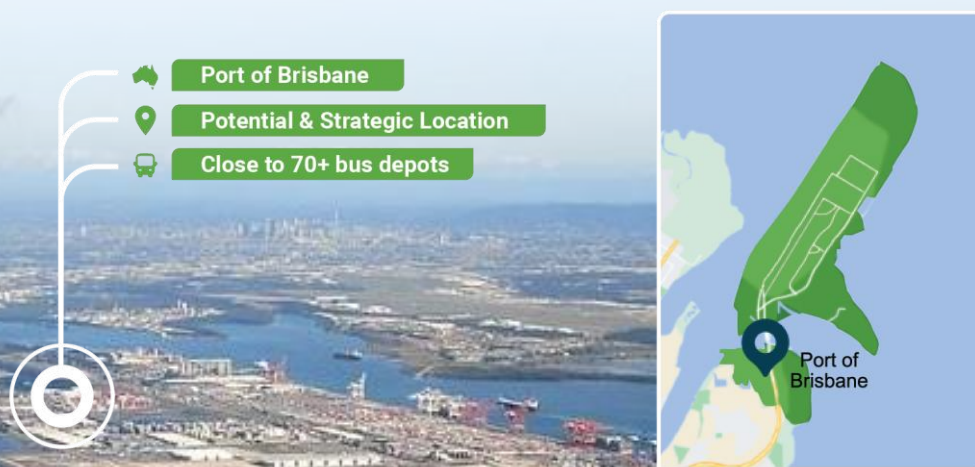 Port of Brisbane
Potential & Strategic Location
Close to 70+ bus depots
Port of
Brisbane